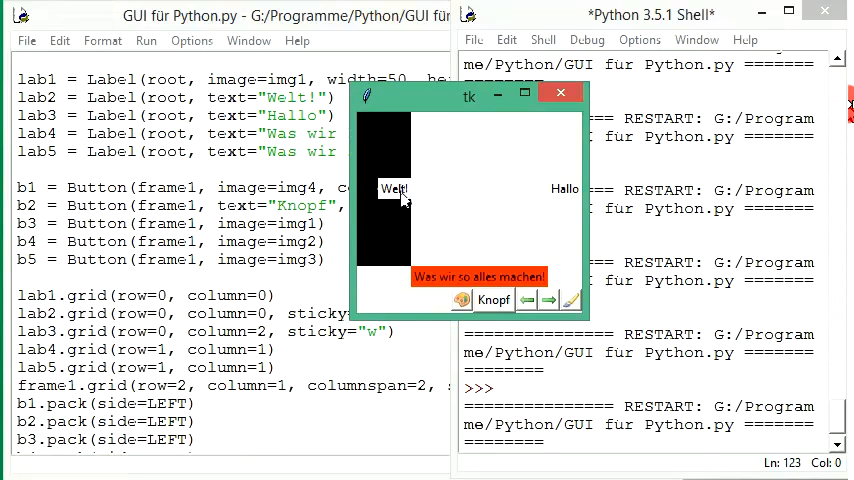 GUI für Python.py - G:/Programme/Python/GUI für
File Edit Format Run Options Window Help
lab1 = Label(root, image=img1, width=50,
lab2 = Label(root, text="Welt!")
lab3 = Label(root, text="Hallo")
lab4 = Label(root, text="Was wir
lab5 = Label(root, text="Was wir
b1 = Button(frame1, image=img4,
b2 = Button(frame1, text="Knopf",
b3 = Button(frame1, image=img1)
b4 = Button(frame1, image=img2)
b5 = Button(frame1, image=img3)
lab1.grid(row=0, column=0)
lab2.grid(row=0, column=0,
lab3.grid(row=0, column=2, sticky="w")
lab4.grid(row=1, column=1)
lab5.grid(row=1, column=1)
frame1.grid(row=2, column=1, columnspan=2,
b1.pack(side=LEFT)
b2.pack(side=LEFT)
b3.pack(side=LEFT)
tk
Welt!
Hallo
Was wir so alles machen!
Knopf
*Python 3.5.1 Shell*
File Edit Shell Debug Options Window Help
me/Python/GUI für Python.py =======
========
RESTART: G:/Program
für Python.py =======
RESTART: G:/Program
für Python.py =======
RESTART: G:/Program
für Python.py =======
=============== RESTART: G:/Program
me/Python/GUI für Python.py =======
========
>>>
=============== RESTART: G:/Program
me/Python/GUI für Python.py =======
========
Ln: 123 Col: 0